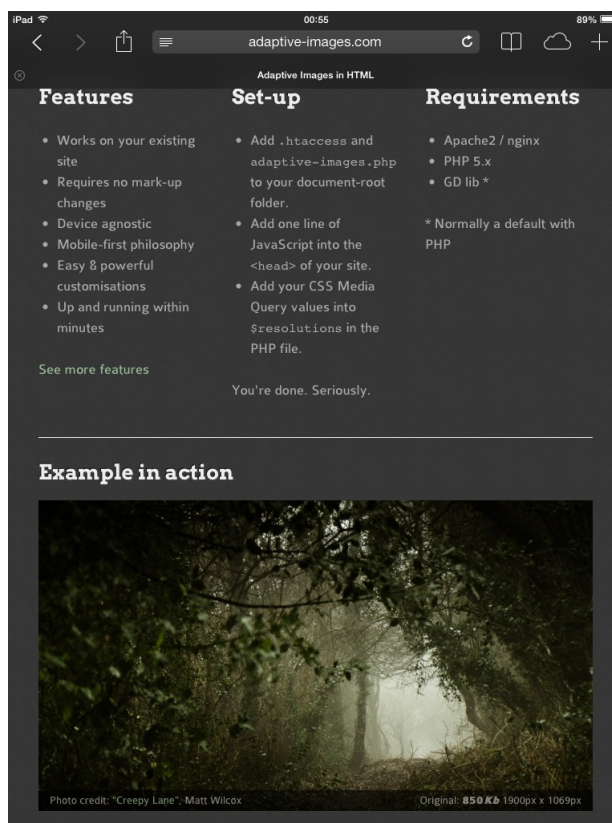 iPad 00:55 89%
adaptive-images.com
Adaptive Images in HTML
Features
• Works on your existing
site
• Requires no mark-up
changes
• Device agnostic
• Mobile-first philosophy
• Easy & powerful
customisations
• Up and running within
minutes
See more features
Set-up
• Add .htaccess and
adaptive-images.php
to your document-root
folder.
• Add one line of
JavaScript into the
<head> of your site.
• Add your CSS Media
Query values into
$resolutions in the
PHP file.
You're done. Seriously.
Requirements
• Apache2 / nginx
• PHP 5.x
• GD lib *
* Normally a default with
PHP
Example in action
Photo credit: "Creepy Lane", Matt Wilcox
Original: 850Kb 1900px x 1069px